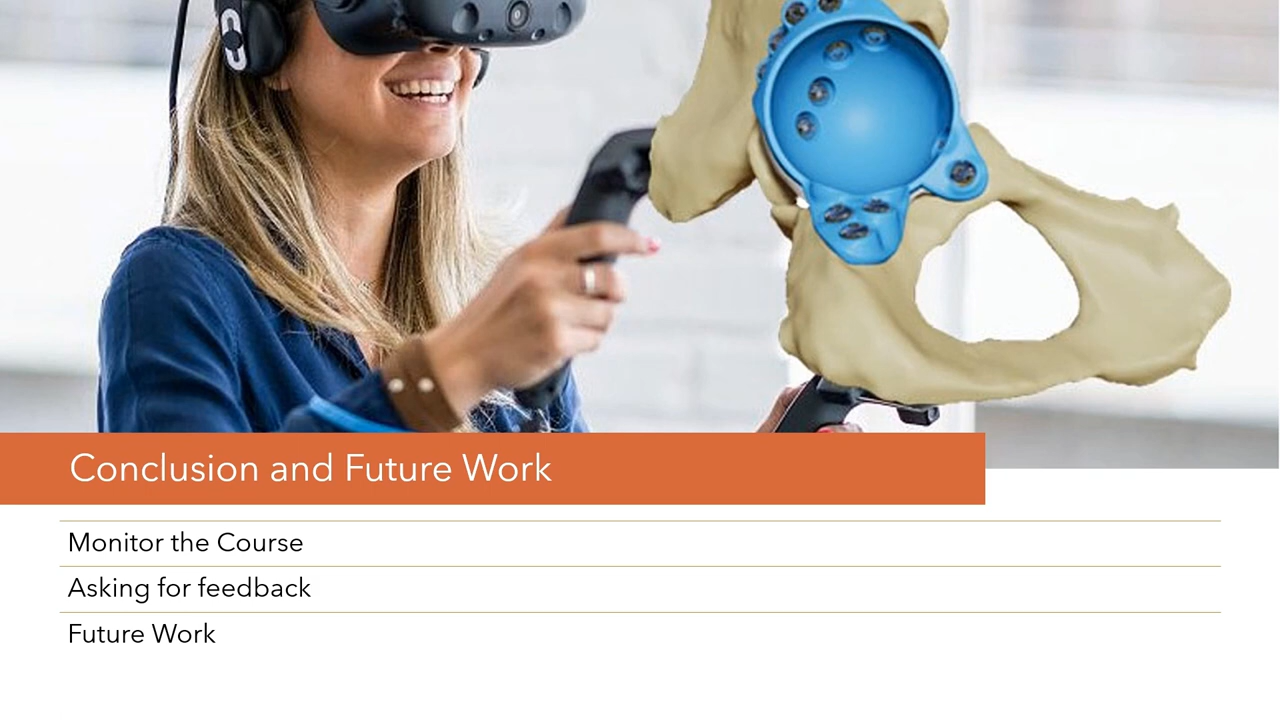 Conclusion and Future Work
Monitor the Course
Asking for feedback
Future Work